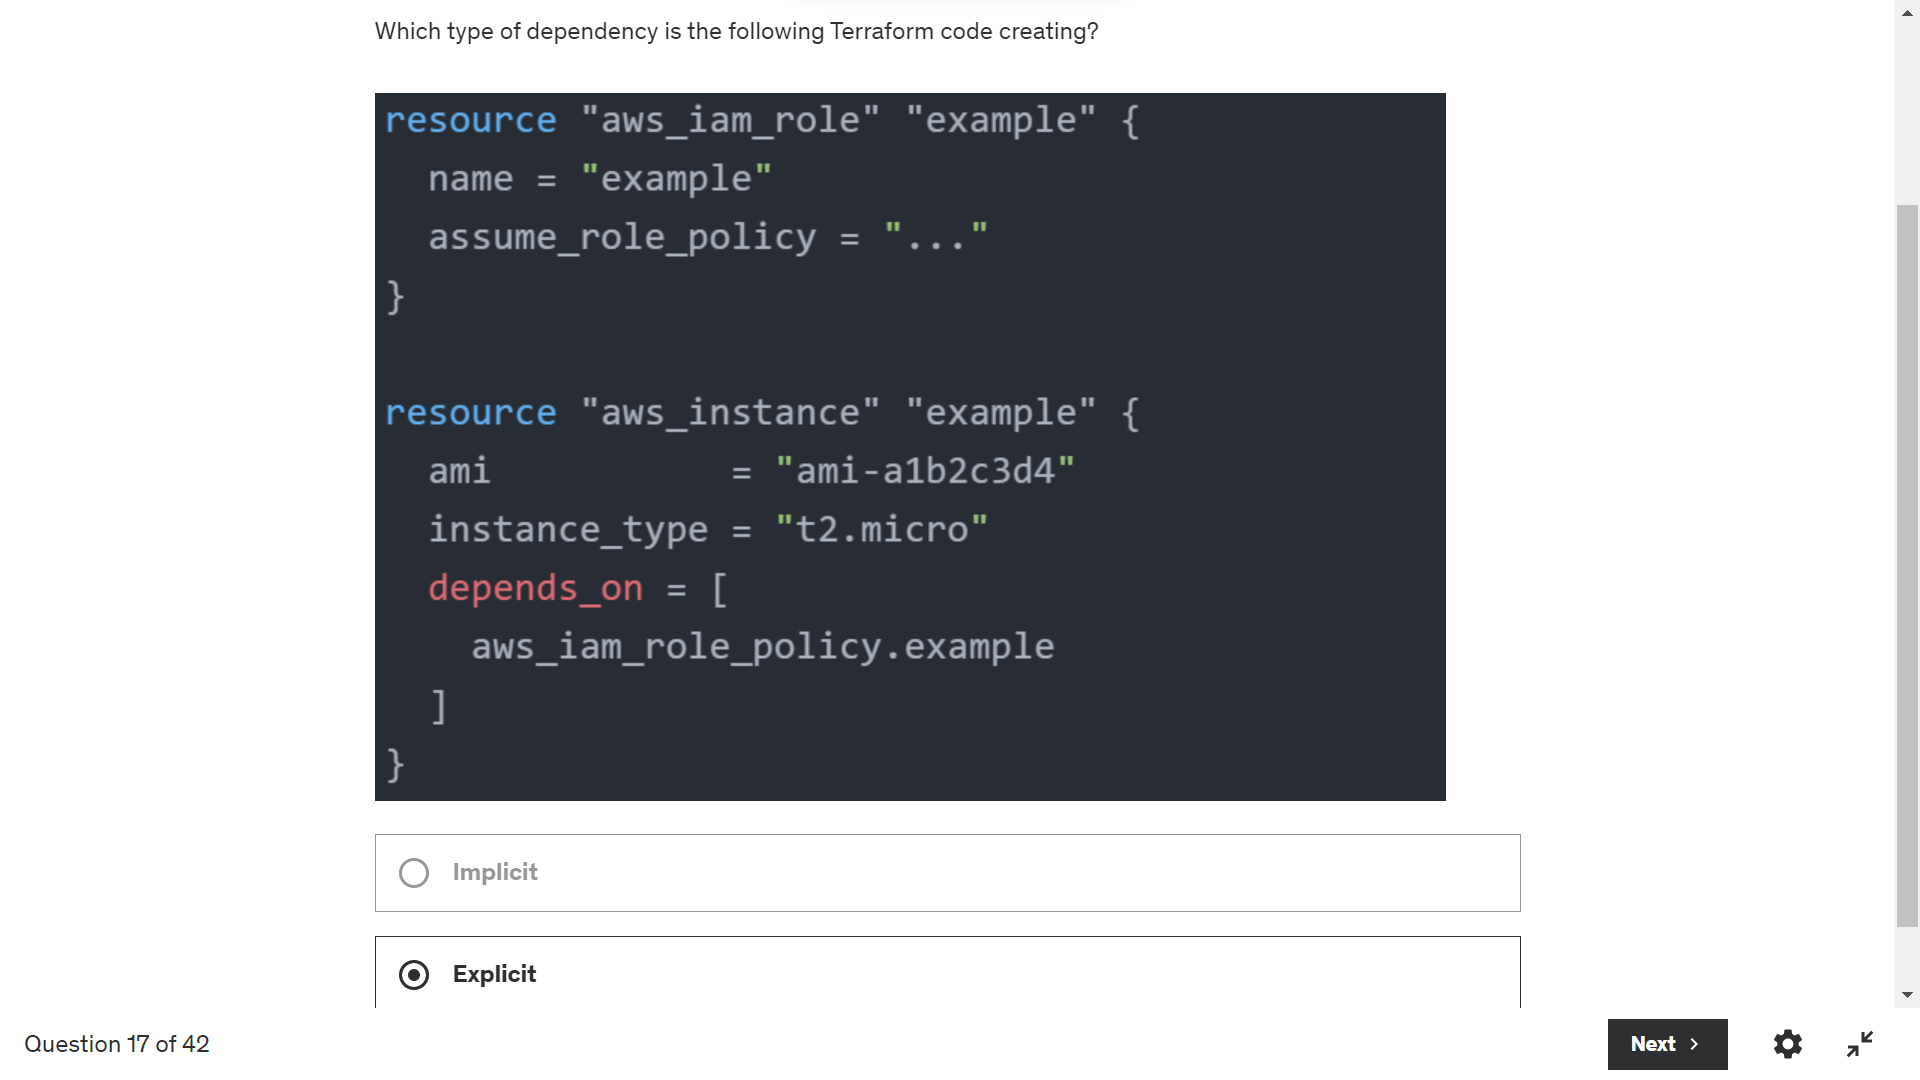 Which type of dependency is the following Terraform code creating?
resource "aws_iam_role" "example" {
  name = "example"
  assume_role_policy = "..."
}

resource "aws_instance" "example" {
  ami           = "ami-a1b2c3d4"
  instance_type = "t2.micro"
  depends_on = [
    aws_iam_role_policy.example
  ]
}
Implicit
Explicit
Question 17 of 42
Next